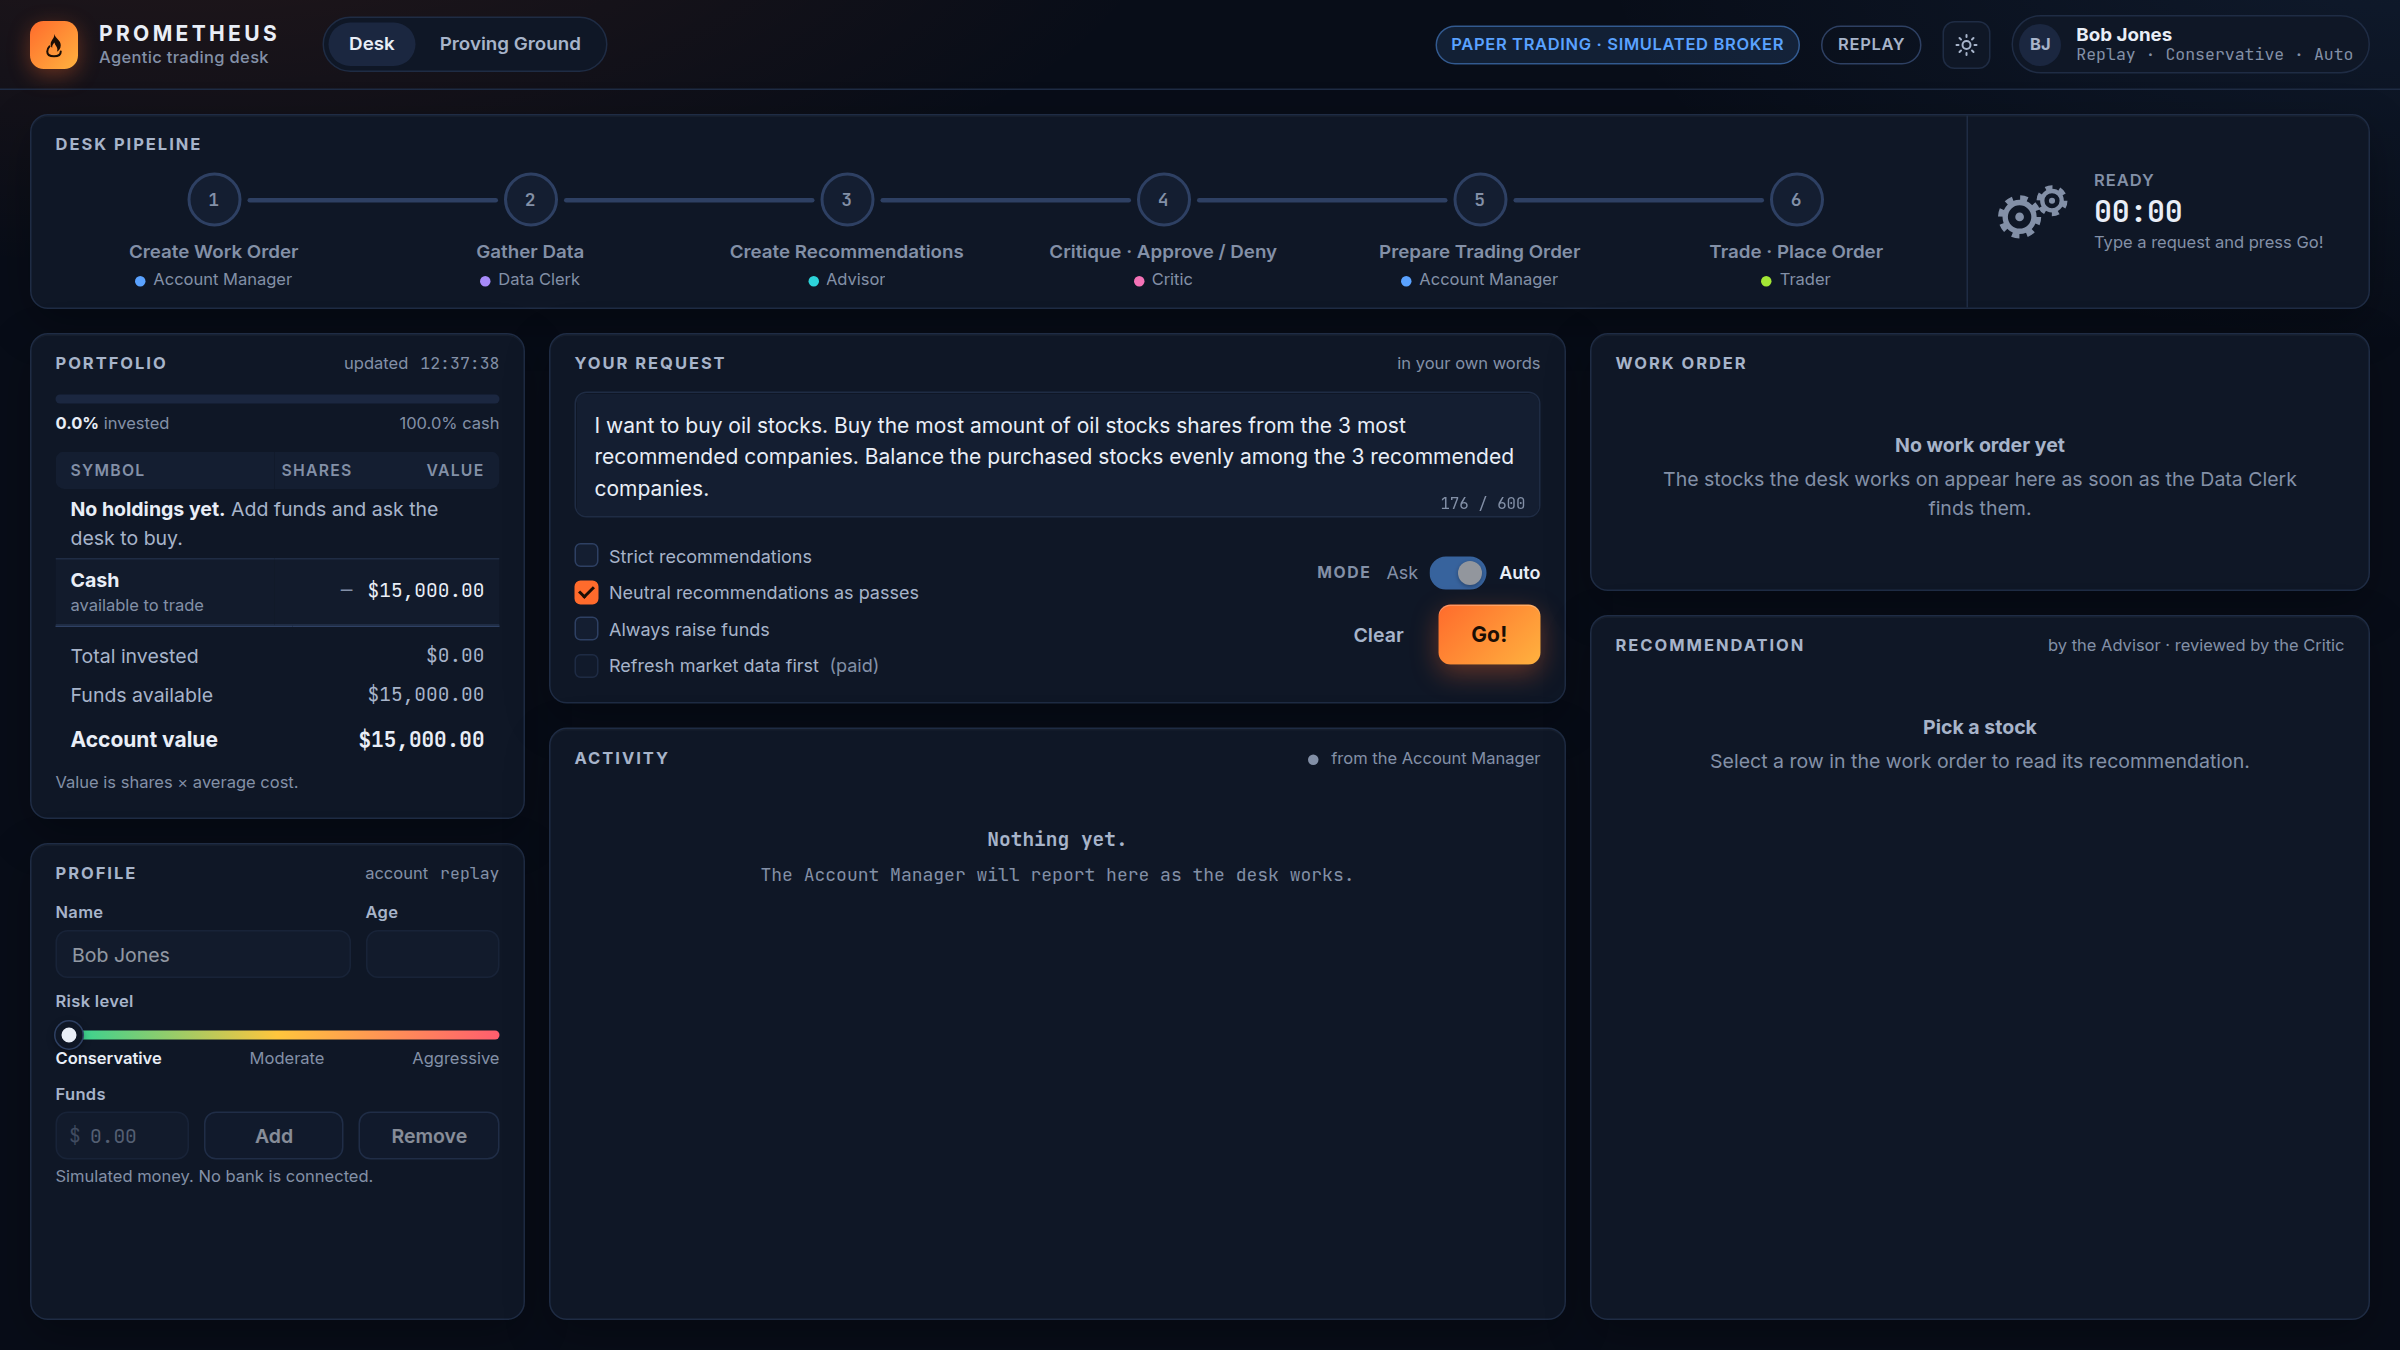 PROMETHEUS
Agentic trading desk
Desk
Proving Ground
PAPER TRADING · SIMULATED BROKER
REPLAY
BJ
Bob Jones
Replay · Conservative · Auto
DESK PIPELINE
1
2
3
4
5
6
Create Work Order
Gather Data
Create Recommendations
Critique · Approve / Deny
Prepare Trading Order
Trade · Place Order
Account Manager
Data Clerk
Advisor
Critic
Account Manager
Trader
READY
00:00
Type a request and press Go!
PORTFOLIO
updated 12:37:38
0.0% invested
100.0% cash
SYMBOL SHARES VALUE
No holdings yet. Add funds and ask the
desk to buy.
Cash
available to trade
— $15,000.00
Total invested $0.00
Funds available $15,000.00
Account value $15,000.00
Value is shares × average cost.
PROFILE
account replay
Name
Age
Bob Jones
Risk level
Conservative Moderate Aggressive
Funds
$ 0.00
Add
Remove
Simulated money. No bank is connected.
YOUR REQUEST
in your own words
I want to buy oil stocks. Buy the most amount of oil stocks shares from the 3 most
recommended companies. Balance the purchased stocks evenly among the 3 recommended
companies.
176 / 600
Strict recommendations
Neutral recommendations as passes
Always raise funds
Refresh market data first (paid)
MODE Ask Auto
Clear
Go!
ACTIVITY
from the Account Manager
Nothing yet.
The Account Manager will report here as the desk works.
WORK ORDER
No work order yet
The stocks the desk works on appear here as soon as the Data Clerk
finds them.
RECOMMENDATION
by the Advisor · reviewed by the Critic
Pick a stock
Select a row in the work order to read its recommendation.